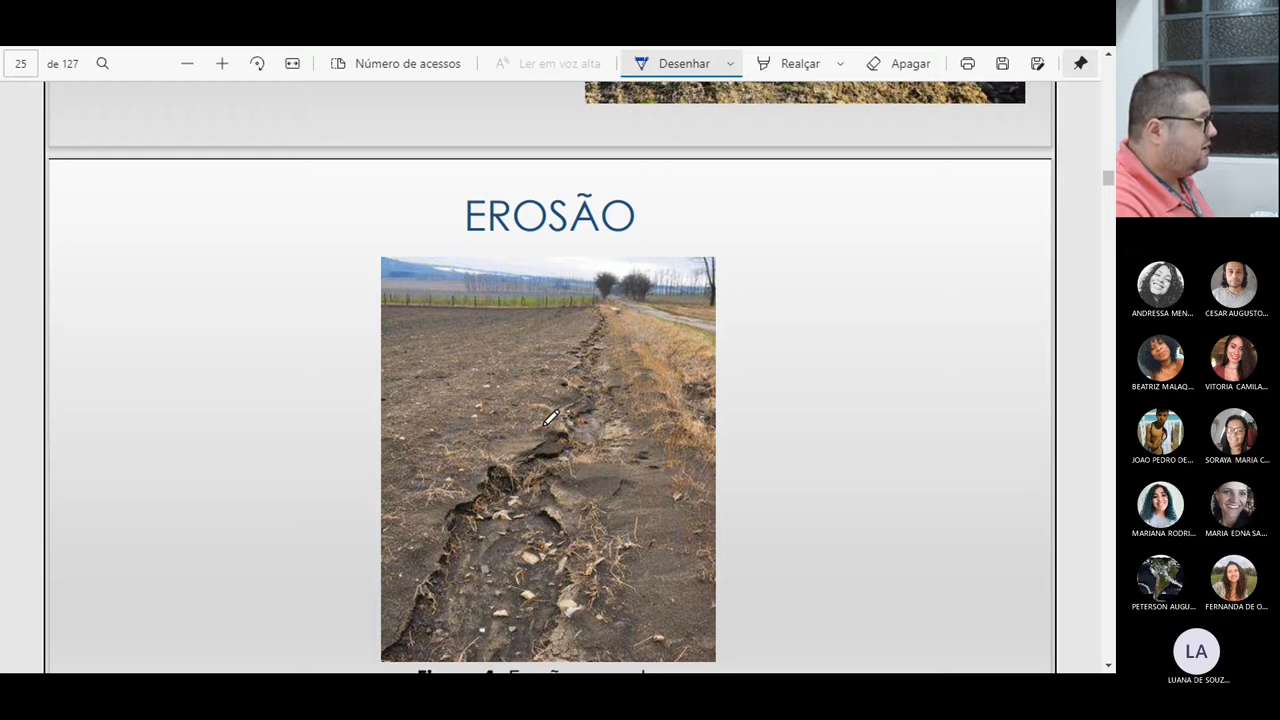 25 de 127 Número de acessos Ler em voz alta Desenhar Realçar Apagar
EROSÃO
ANDRESSA MEN... CESAR AUGUSTO...
BEATRIZ MALAQ... VITORIA CAMILA...
JOAO PEDRO DE... SORAYA MARIA C...
MARIANA RODRI... MARIA EDNA SA...
PETERSON AUGU... FERNANDA DE O...
LA
LUANA DE SOUZ...